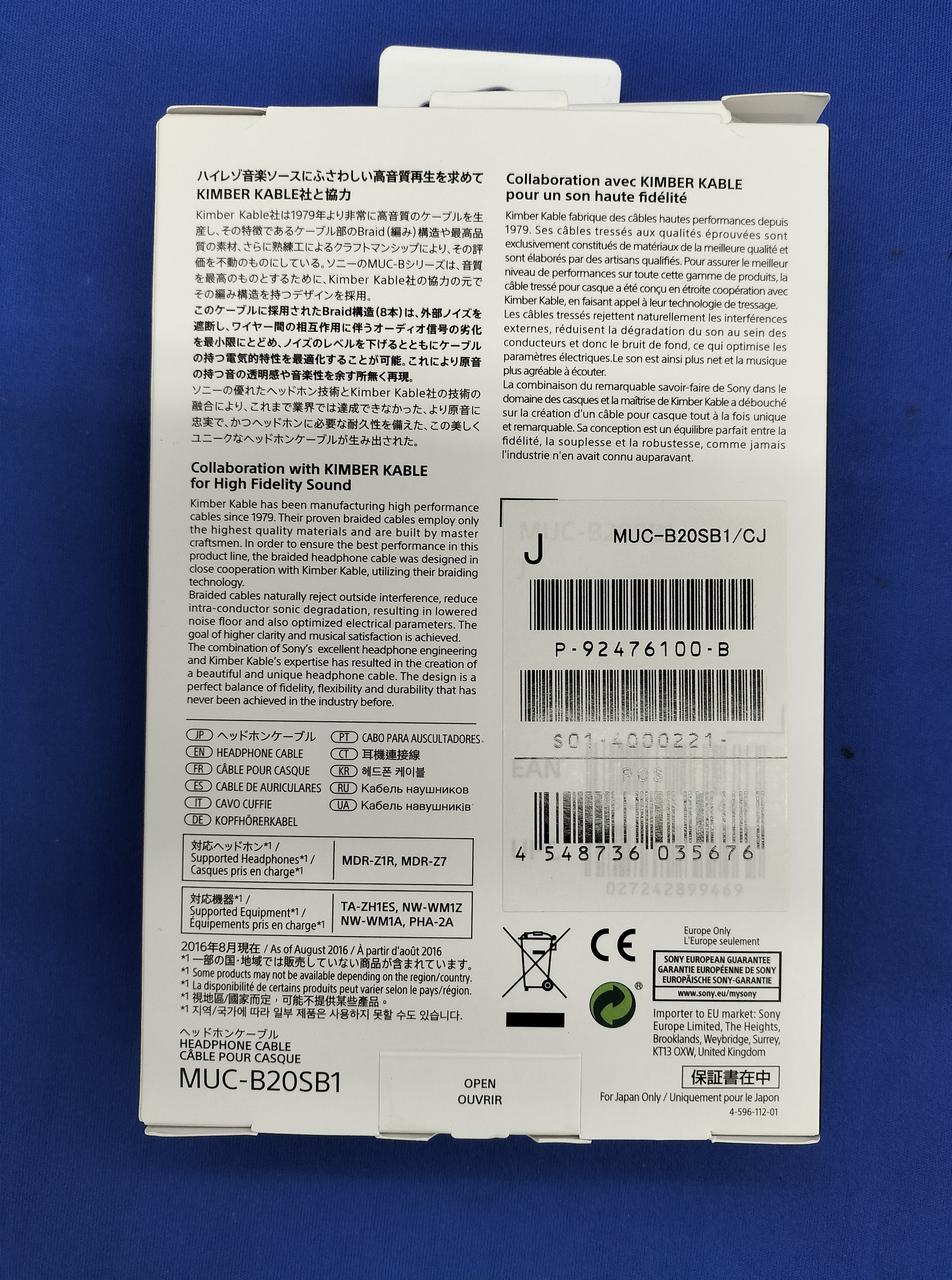 ハイレゾ音楽ソースにふさわしい高音質再生を求めて
KIMBER KABLE社と協力
Kimber Kable社は1979年より非常に高音質のケーブルを生
産し、その特徴であるケーブル部のBraid(編み)構造や最高品
質の素材、さらに熟練工によるクラフトマンシップにより、その評
価を不動のものにしている。ソニーのMUC-Bシリーズは、音質
を最高のものとするために、Kimber Kable社の協力の元で
その編み構造を持つデザインを採用。
このケーブルに採用されたBraid構造(8本)は、外部ノイズを
遮断し、ワイヤー間の相互作用に伴うオーディオ信号の劣化
を最小限にとどめ、ノイズのレベルを下げるとともにケーブル
の持つ電気的特性を最適化することが可能。これにより原音
の持つ音の透明感や音楽性を余す所無く再現。
ソニーの優れたヘッドホン技術とKimber Kable社の技術の
融合により、これまで業界では達成できなかった、より原音に
忠実で、かつヘッドホンに必要な耐久性を備えた、この美しく
ユニークなヘッドホンケーブルが生み出された。
Collaboration with KIMBER KABLE
for High Fidelity Sound
Kimber Kable has been manufacturing high performance
cables since 1979. Their proven braided cables employ only
the highest quality materials and are built by master
craftsmen. In order to ensure the best performance in this
product line, the braided headphone cable was designed in
close cooperation with Kimber Kable, utilizing their braiding
technology.
Braided cables naturally reject outside interference, reduce
intra-conductor sonic degradation, resulting in lowered
noise floor and also optimized electrical parameters. The
goal of higher clarity and musical satisfaction is achieved.
The combination of Sony's excellent headphone engineering
and Kimber Kable's expertise has resulted in the creation of
a beautiful and unique headphone cable. The design is a
perfect balance of fidelity, flexibility and durability that has
never been achieved in the industry before.
Collaboration avec KIMBER KABLE
pour un son haute fidélité
Kimber Kable fabrique des câbles hautes performances depuis
1979. Ses câbles tressés aux qualités éprouvées sont
exclusivement constitués de matériaux de la meilleure qualité et
sont élaborés par des artisans qualifiés. Pour assurer le meilleur
niveau de performances sur toute cette gamme de produits, la
câble tressé pour casque a été conçu en étroite coopération avec
Kimber Kable, en faisant appel à leur technologie de tressage.
Les câbles tressés rejettent naturellement les interférences
externes, réduisent la dégradation du son au sein des
conducteurs et donc le bruit de fond, ce qui optimise les
paramètres électriques.Le son est ainsi plus net et la musique
plus agréable à écouter.
La combinaison du remarquable savoir-faire de Sony dans le
domaine des casques et la maîtrise de Kimber Kable a débouché
sur la création d'un câble pour casque tout à la fois unique
et remarquable. Sa conception est un équilibre parfait entre la
fidélité, la souplesse et la robustesse, comme jamais
l'industrie n'en avait connu auparavant.
JP ヘッドホンケーブル
EN HEADPHONE CABLE
FR CÂBLE POUR CASQUE
ES CABLE DE AURICULARES
IT CAVO CUFFIE
DE KOPFHÖRERKABEL
PT CABO PARA AUSCULTADORES
CT 耳機連接線
KR 헤드폰 케이블
RU Кабель наушников
UA Кабель навушників
対応ヘッドホン*1 /
Supported Headphones*1 /
Casques pris en charge*1
MDR-Z1R, MDR-Z7
対応機器*1 /
Supported Equipment*1 /
Équipements pris en charge*1
TA-ZH1ES, NW-WM1Z
NW-WM1A, PHA-2A
2016年8月現在 / As of August 2016 / À partir d'août 2016
*1 一部の国・地域では販売していない商品が含まれています。
*1 Some products may not be available depending on the region/country.
*1 La disponibilité de certains produits peut varier selon le pays/région.
*1 視地區/國家而定，可能不提供某些產品。
*1 지역/국가에 따라 일부 제품은 사용하지 못할 수도 있습니다.
ヘッドホンケーブル
HEADPHONE CABLE
CÂBLE POUR CASQUE
MUC-B20SB1
OPEN
OUVRIR
J
MUC-B20SB1/CJ
P-92476100-B
S01-4000221-
EAN
POS
4 548736 035676
027242899469
CE
®
Europe Only
L'Europe seulement
SONY EUROPEAN GUARANTEE
GARANTIE EUROPÉENNE DE SONY
EUROPÄISCHE SONY-GARANTIE
www.sony.eu/mysony
Importer to EU market: Sony
Europe Limited, The Heights,
Brooklands, Weybridge, Surrey,
KT13 0XW, United Kingdom
保証書在中
For Japan Only / Uniquement pour le Japon
4-596-112-01